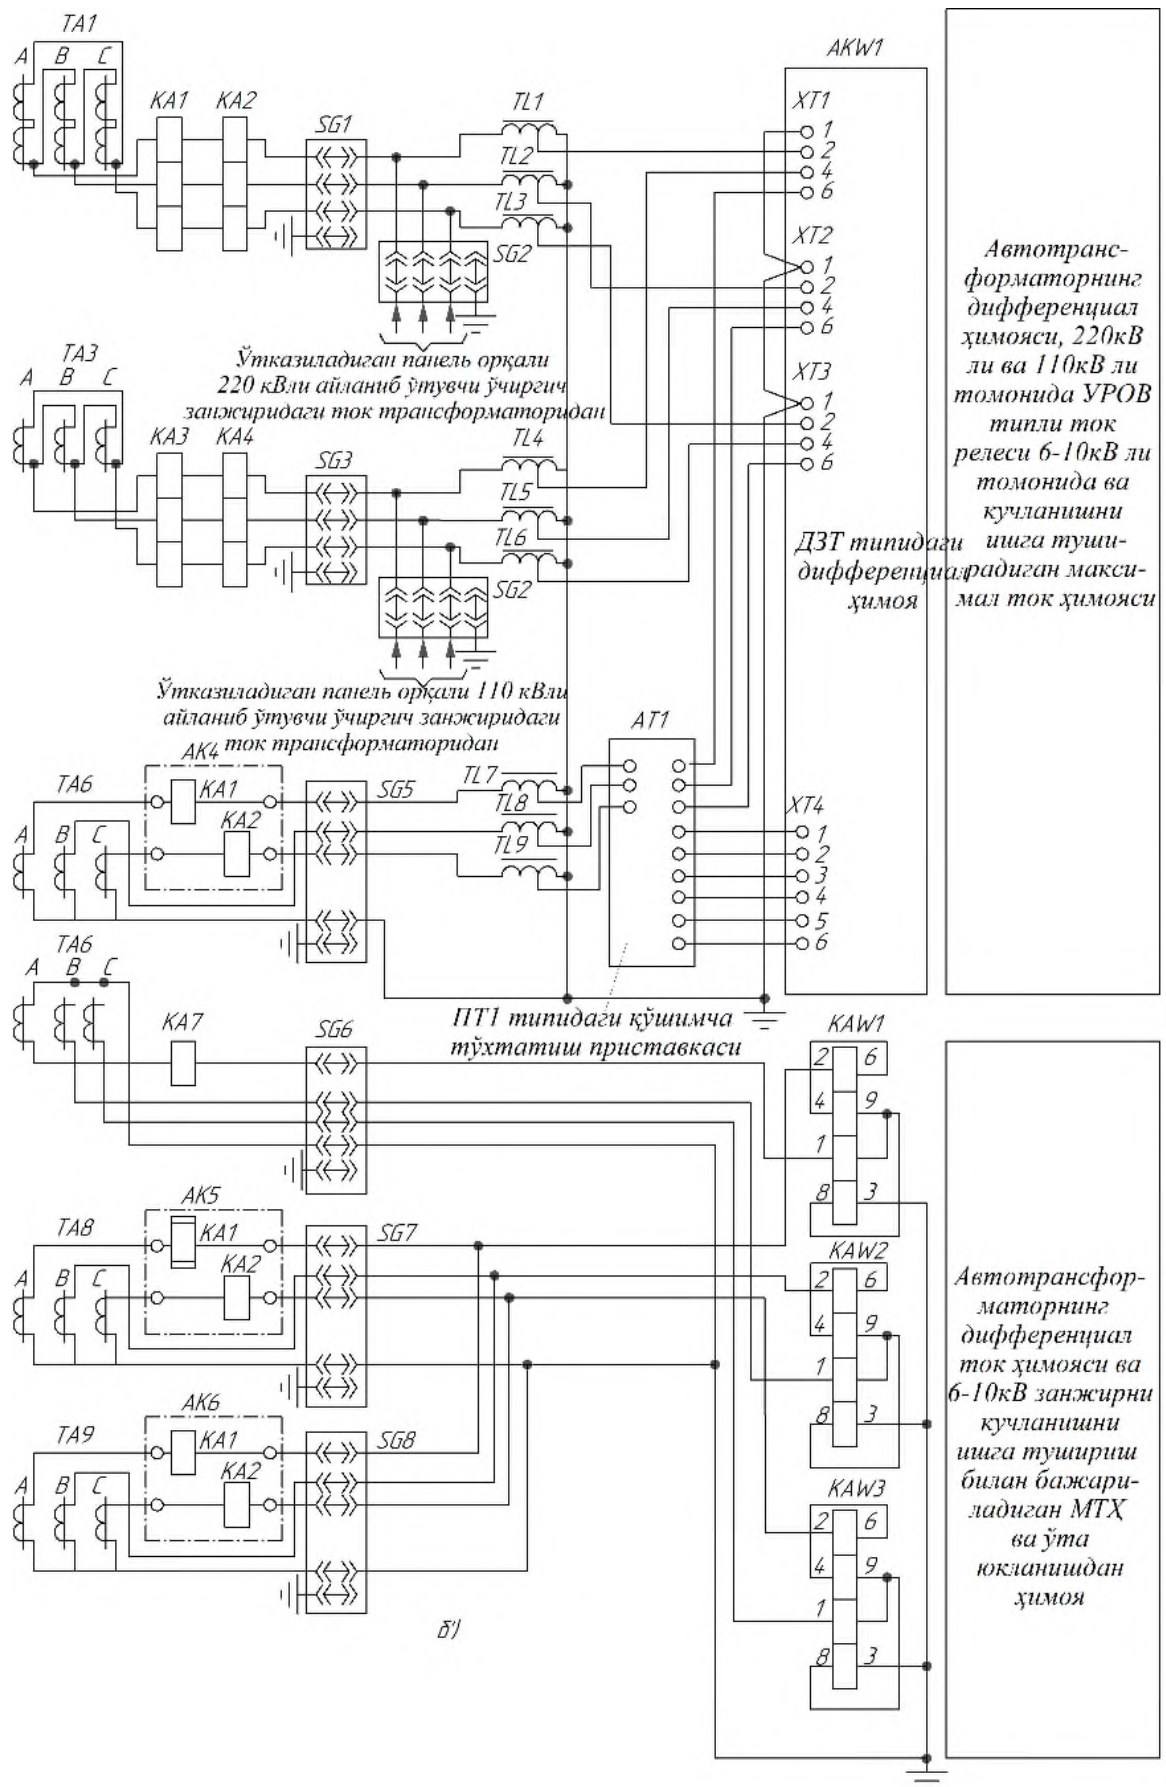 TA1
A B C
KA1 KA2
SG1
TL1
TL2
TL3
SG2
AKW1
XT1
1
2
4
6
XT2
1
2
4
6
XT3
1
2
4
6
Ўтказиладиган панель орқали
220 кВли айланиб ўтувчи ўчиргич
занжиридаги ток трансформаторидан
TA3
A B C
KA3 KA4
SG3
TL4
TL5
TL6
SG2
ДЗТ типидаги
дифференциал
ҳимоя
Ўтказиладиган панель орқали 110 кВли
айланиб ўтувчи ўчиргич занжиридаги
ток трансформаторидан
AK4
TA6
KA1
KA2
A B C
SG5
TL7
TL8
TL9
AT1
XT4
1
2
3
4
5
6
ПТ1 типидаги қўшимча
тўхтатиш приставкаси
Автотранс-
форматорнинг
дифференциал
ҳимояси, 220кВ
ли ва 110кВ ли
томонида УРОВ
типли ток
релеси 6-10кВ ли
томонида ва
кучланишни
ишга туши-
радиган макси-
мал ток ҳимояси
TA6
A B C
KA7
SG6
KAW1
2 6
4 9
1
8 3
AK5
TA8
KA1
KA2
A B C
SG7
KAW2
2 6
4 9
1
8 3
AK6
TA9
KA1
KA2
A B C
SG8
KAW3
2 6
4 9
1
8 3
Автотрансфор-
маторнинг
дифференциал
ток ҳимояси ва
6-10кВ занжирни
кучланишни
ишга тушириш
билан бажари-
ладиган МТҲ
ва ўта
юкланишдан
ҳимоя
б)